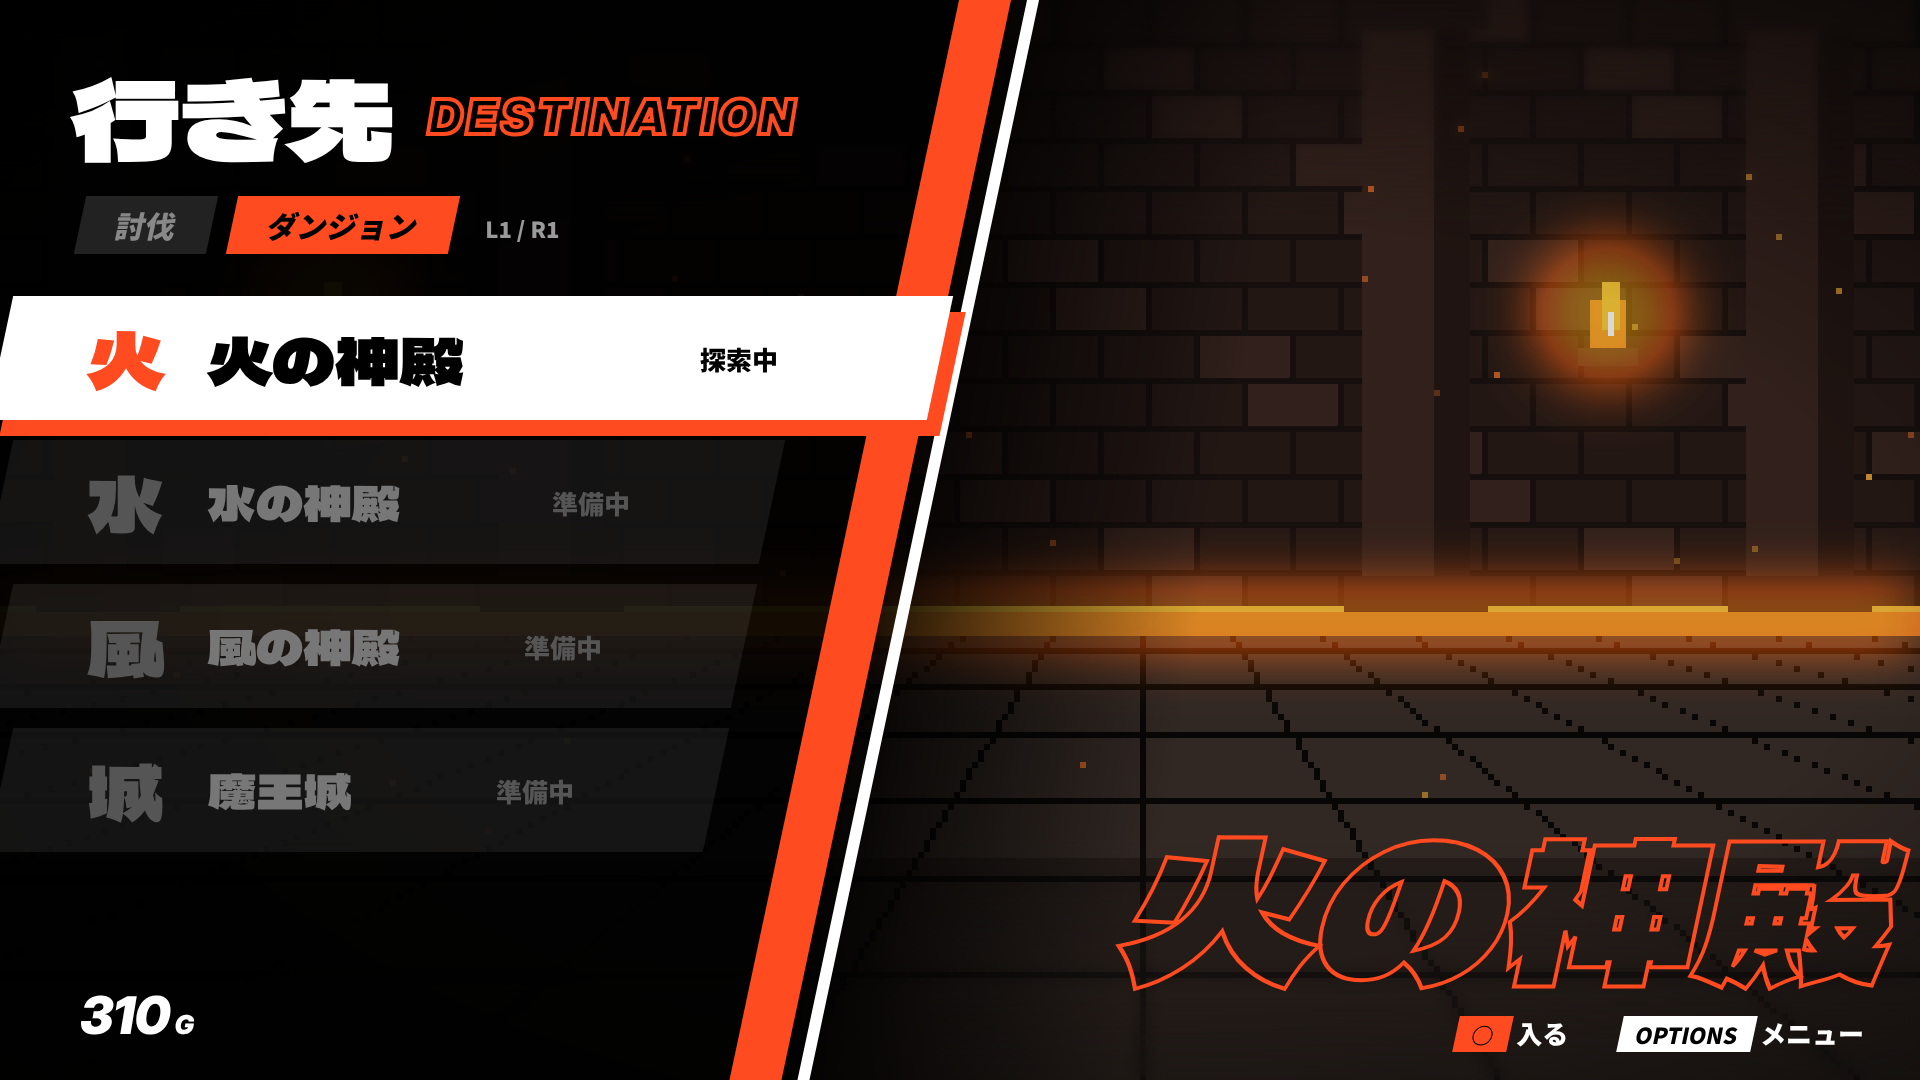 行き先 DESTINATION
討伐 ダンジョン L1 / R1
火 火の神殿 探索中
水 水の神殿 準備中
風 風の神殿 準備中
城 魔王城 準備中
火の神殿
310 G
○ 入る OPTIONS メニュー